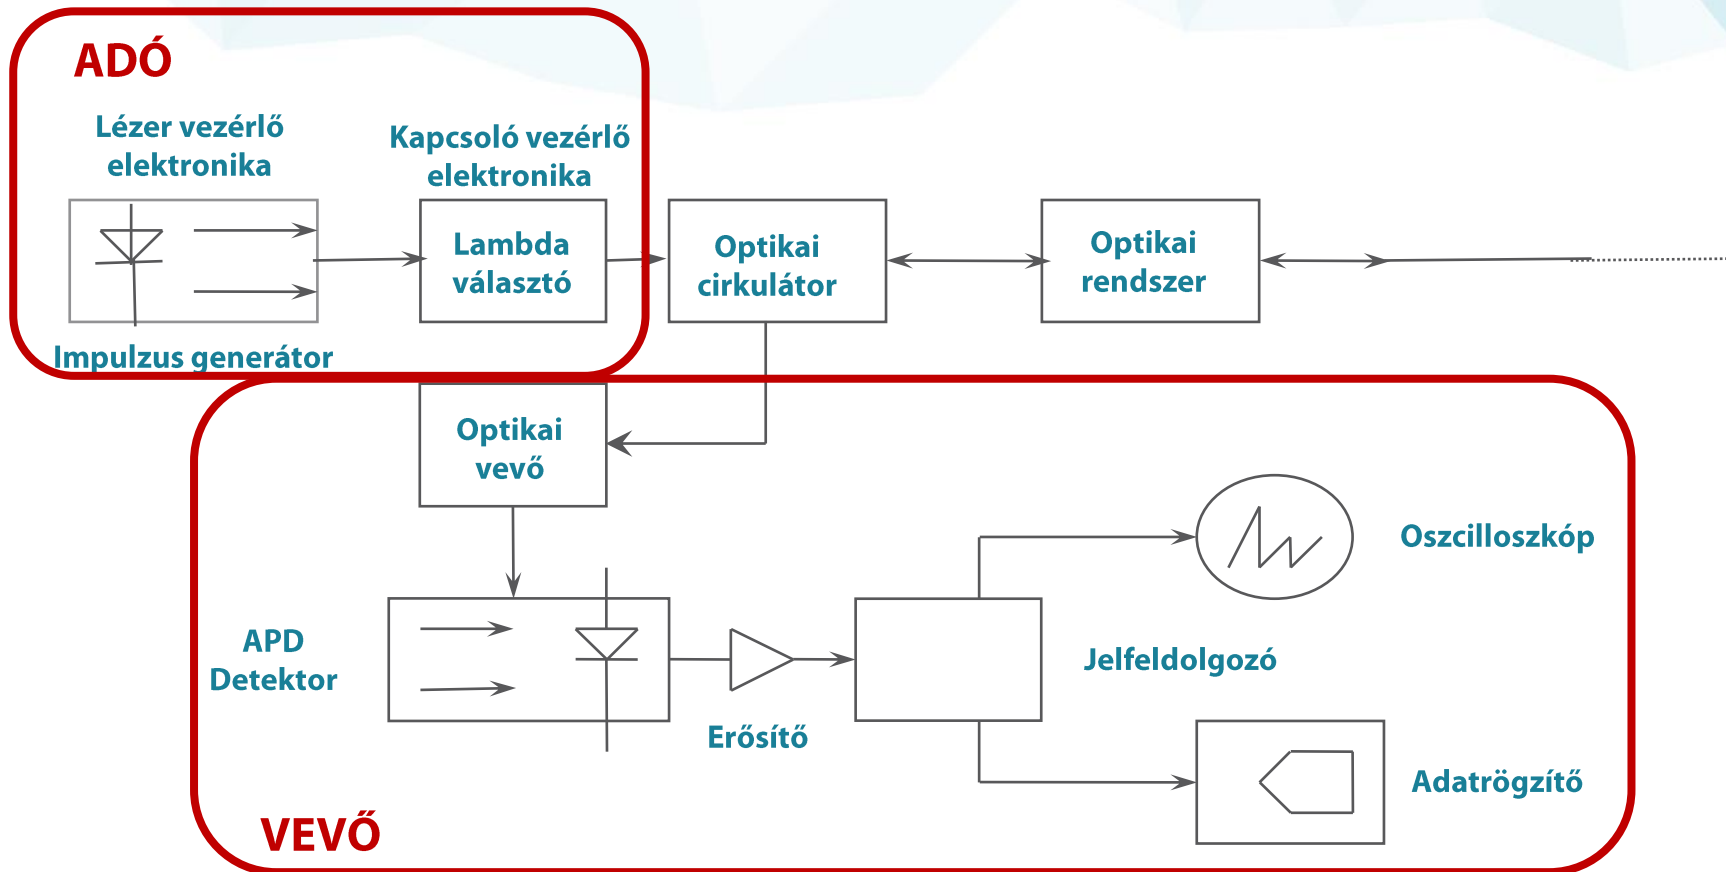 ADÓ
Lézer vezérlő
elektronika
Kapcsoló vezérlő
elektronika
Lambda
választó
Optikai
cirkulátor
Optikai
rendszer
Impulzus generátor
Optikai
vevő
Oszcilloszkóp
APD
Detektor
Jelfeldolgozó
Erősítő
Adatrögzítő
VEVŐ